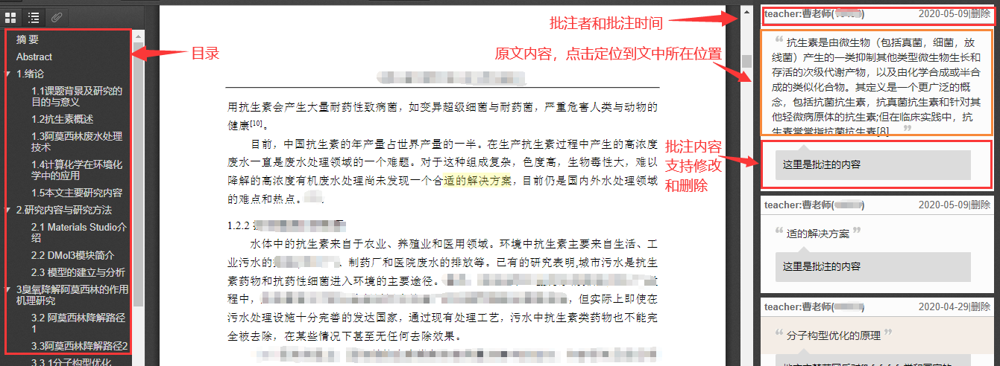 摘 要
Abstract
1.绪论
1.1课题背景及研究的
目的与意义
1.2抗生素概述
1.3阿莫西林废水处理
技术
1.4计算化学在环境化
学中的应用
1.5本文主要研究内容
2.研究内容与研究方法
2.1 Materials Studio介
绍
2.2 DMol3模块简介
2.3 模型的建立与分析
3臭氧降解阿莫西林的作用
机理研究
3.2 阿莫西林降解路径
1
3.3阿莫西林降解路径2
3.3.1分子构型优化
目录
用抗生素会产生大量耐药性致病菌，如变异超级细菌与耐药菌，严重危害人类与动物的
健康[10]。
目前，中国抗生素的年产量占世界产量的一半。在生产抗生素过程中产生的高浓度
废水一直是废水处理领域的一个难题。对于这种组成复杂，色度高，生物毒性大，难以
降解的高浓度有机废水处理尚未发现一个合适的解决方案，目前仍是国内外水处理领域
的难点和热点。
1.2.2
水体中的抗生素来自于农业、养殖业和医用领域。环境中抗生素主要来自生活、工
业污水的、制药厂和医院废水的排放等。已有的研究表明,城市污水是抗生
素药物和抗药性细菌进入环境的主要途径。
程中，，但实际上即使在
污水处理设施十分完善的发达国家，通过现有处理工艺，污水中抗生素类药物也不能完
全被去除，在某些情况下甚至无任何去除效果。
批注者和批注时间
原文内容，点击定位到文中所在位置
批注内容
支持修改
和删除
teacher:曹老师() 2020-05-09|删除
“ 抗生素是由微生物（包括真菌，细菌，放
线菌）产生的一类抑制其他类型微生物生长和
存活的次级代谢产物，以及由化学合成或半合
成的类似化合物。其定义是一个更广泛的概
念，包括抗菌抗生素，抗真菌抗生素和针对其
他轻微病原体的抗生素;但在临床实践中，抗
生素常常指抗菌抗生素[8] ”
这里是批注的内容
teacher:曹老师() 2020-05-09|删除
“ 适的解决方案 ”
这里是批注的内容
teacher:曹老师() 2020-04-29|删除
“ 分子构型优化的原理 ”